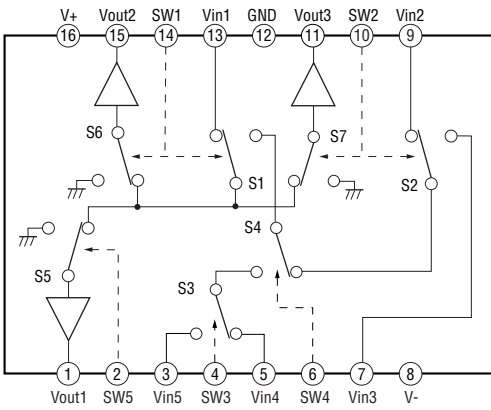 V+ Vout2 SW1 Vin1 GND Vout3 SW2 Vin2
16 15 14 13 12 11 10 9
S6 S7
S1 S2
S4
S5
S3
1 2 3 4 5 6 7 8
Vout1 SW5 Vin5 SW3 Vin4 SW4 Vin3 V-